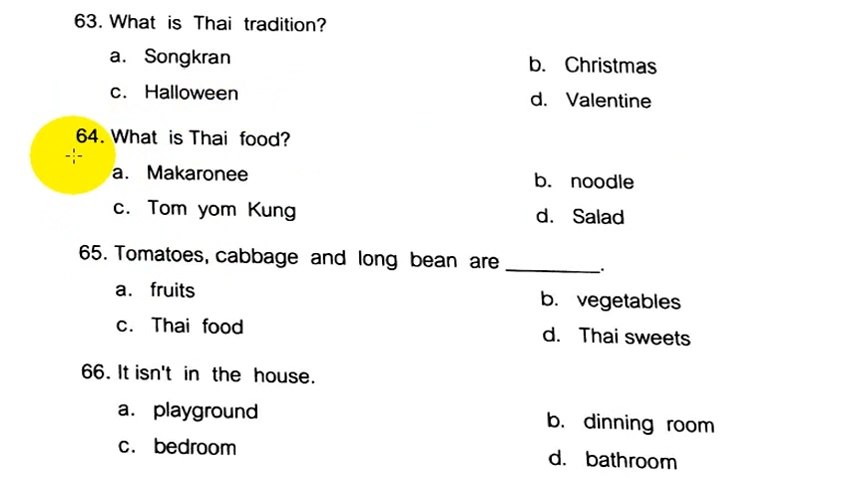 63. What is Thai tradition?
a. Songkran
b. Christmas
c. Halloween
d. Valentine
64. What is Thai food?
a. Makaronee
b. noodle
c. Tom yom Kung
d. Salad
65. Tomatoes, cabbage and long bean are ________.
a. fruits
b. vegetables
c. Thai food
d. Thai sweets
66. It isn't in the house.
a. playground
b. dinning room
c. bedroom
d. bathroom